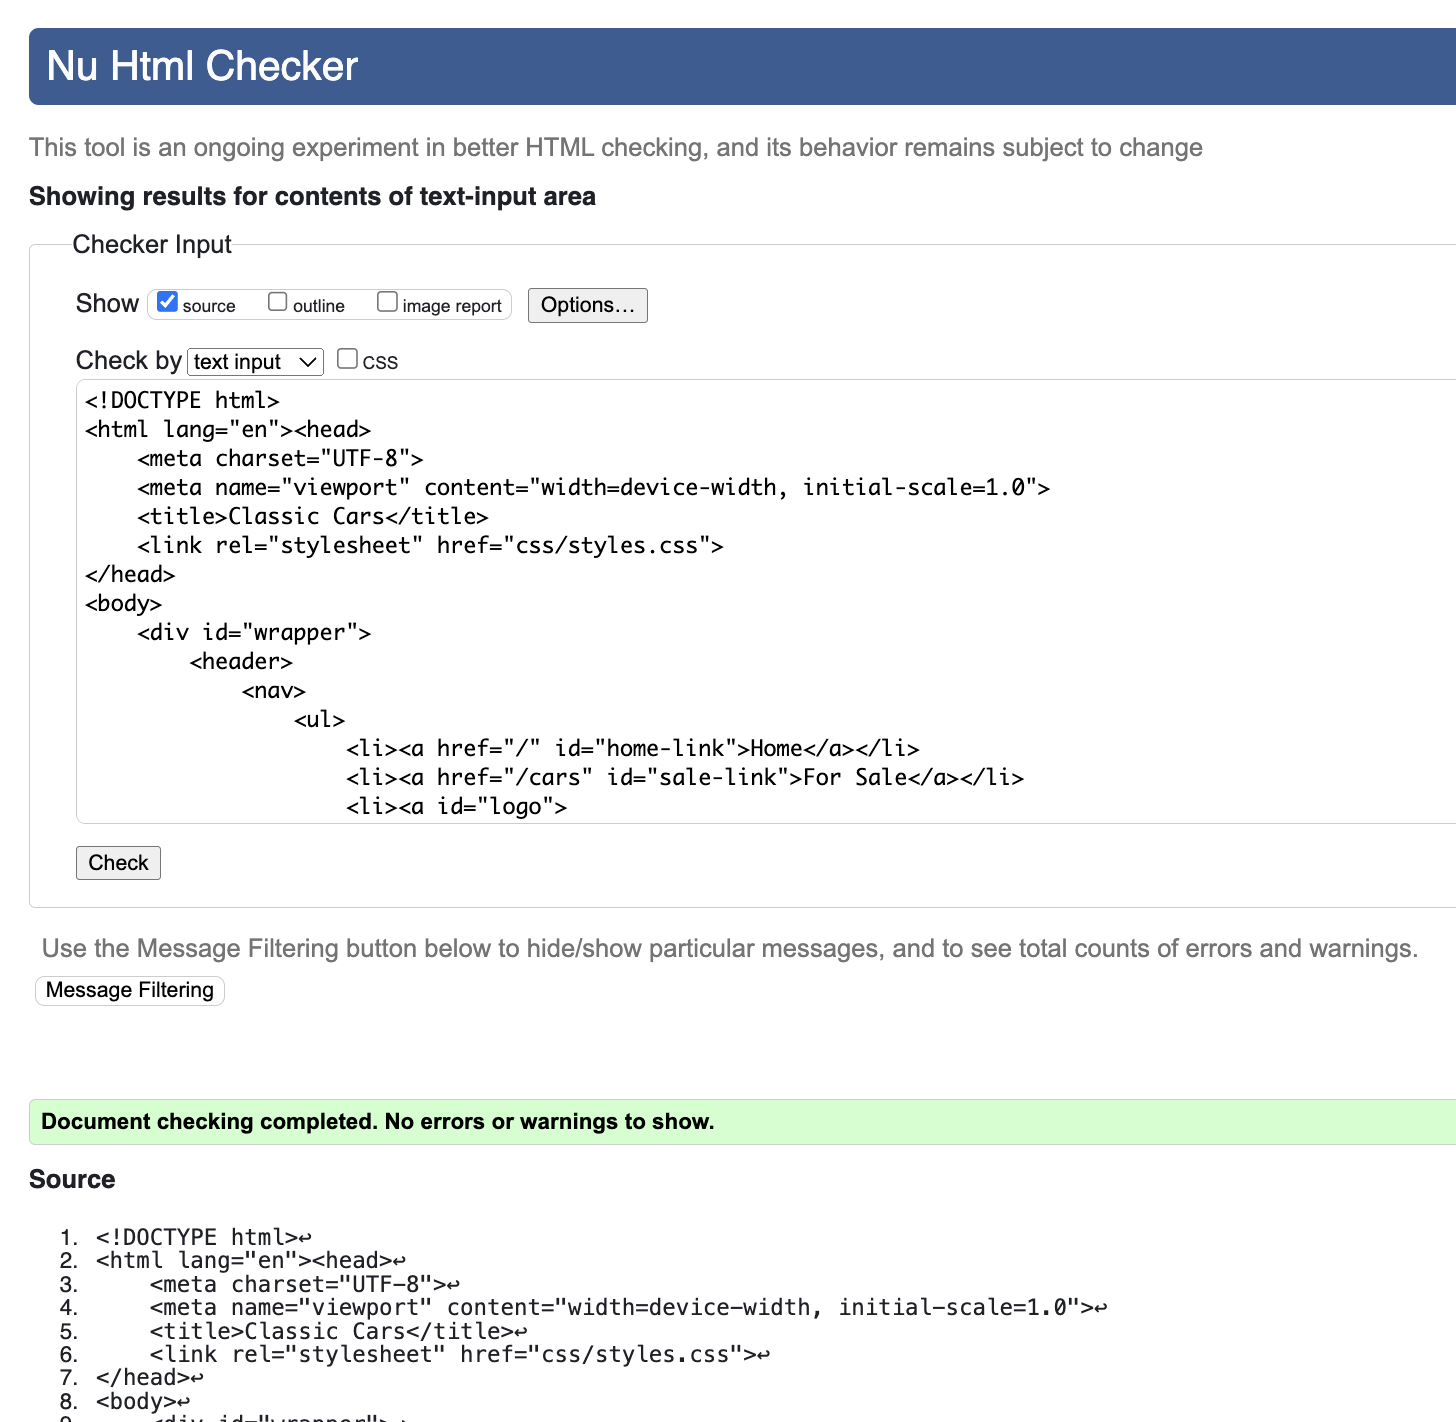 Nu Html Checker
This tool is an ongoing experiment in better HTML checking, and its behavior remains subject to change
Showing results for contents of text-input area
Checker Input
Show source outline image report Options…
Check by text input CSS
<!DOCTYPE html>
<html lang="en"><head>
    <meta charset="UTF-8">
    <meta name="viewport" content="width=device-width, initial-scale=1.0">
    <title>Classic Cars</title>
    <link rel="stylesheet" href="css/styles.css">
</head>
<body>
    <div id="wrapper">
        <header>
            <nav>
                <ul>
                    <li><a href="/" id="home-link">Home</a></li>
                    <li><a href="/cars" id="sale-link">For Sale</a></li>
                    <li><a id="logo">
Check
Use the Message Filtering button below to hide/show particular messages, and to see total counts of errors and warnings.
Message Filtering
Document checking completed. No errors or warnings to show.
Source
1. <!DOCTYPE html>↩
2. <html lang="en"><head>↩
3.     <meta charset="UTF-8">↩
4.     <meta name="viewport" content="width=device-width, initial-scale=1.0">↩
5.     <title>Classic Cars</title>↩
6.     <link rel="stylesheet" href="css/styles.css">↩
7. </head>↩
8. <body>↩
9.     <div id="wrapper">↩